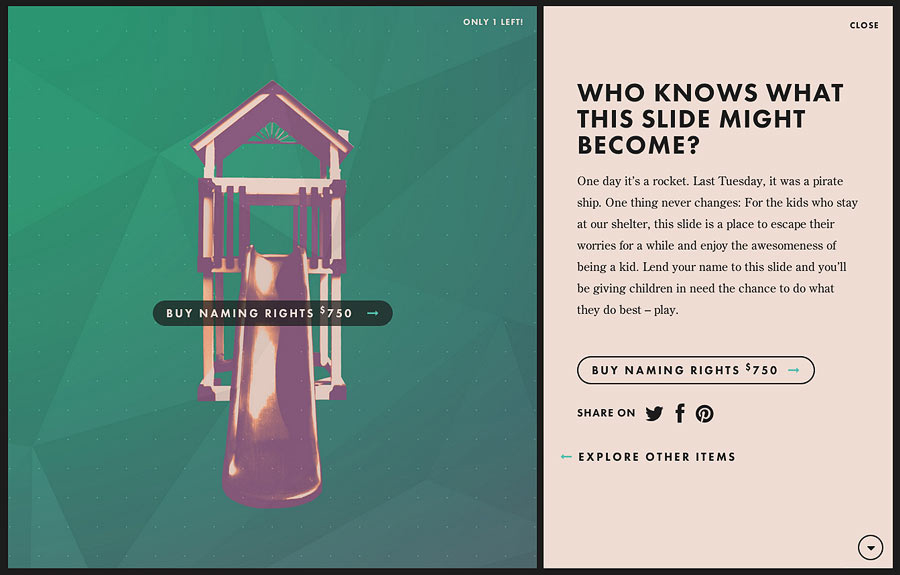 ONLY 1 LEFT!
BUY NAMING RIGHTS $750 →
CLOSE
WHO KNOWS WHAT
THIS SLIDE MIGHT
BECOME?
One day it’s a rocket. Last Tuesday, it was a pirate
ship. One thing never changes: For the kids who stay
at our shelter, this slide is a place to escape their
worries for a while and enjoy the awesomeness of
being a kid. Lend your name to this slide and you’ll
be giving children in need the chance to do what
they do best – play.
BUY NAMING RIGHTS $750 →
SHARE ON
← EXPLORE OTHER ITEMS